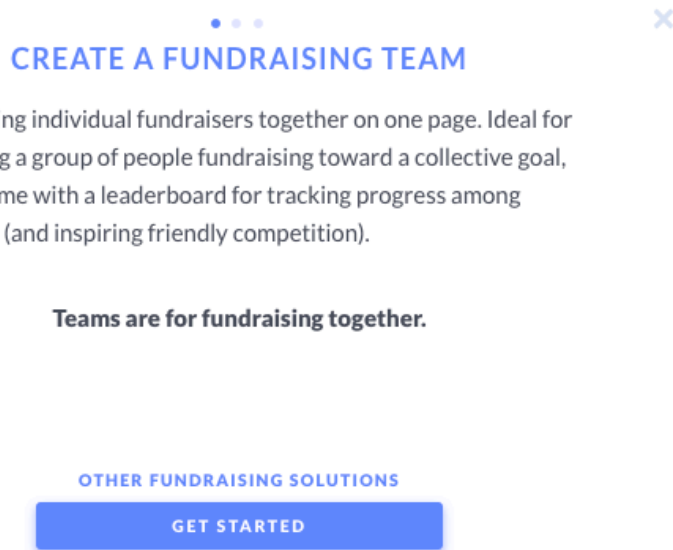 CREATE A FUNDRAISING TEAM
ing individual fundraisers together on one page. Ideal for
g a group of people fundraising toward a collective goal,
me with a leaderboard for tracking progress among
(and inspiring friendly competition).
Teams are for fundraising together.
OTHER FUNDRAISING SOLUTIONS
GET STARTED